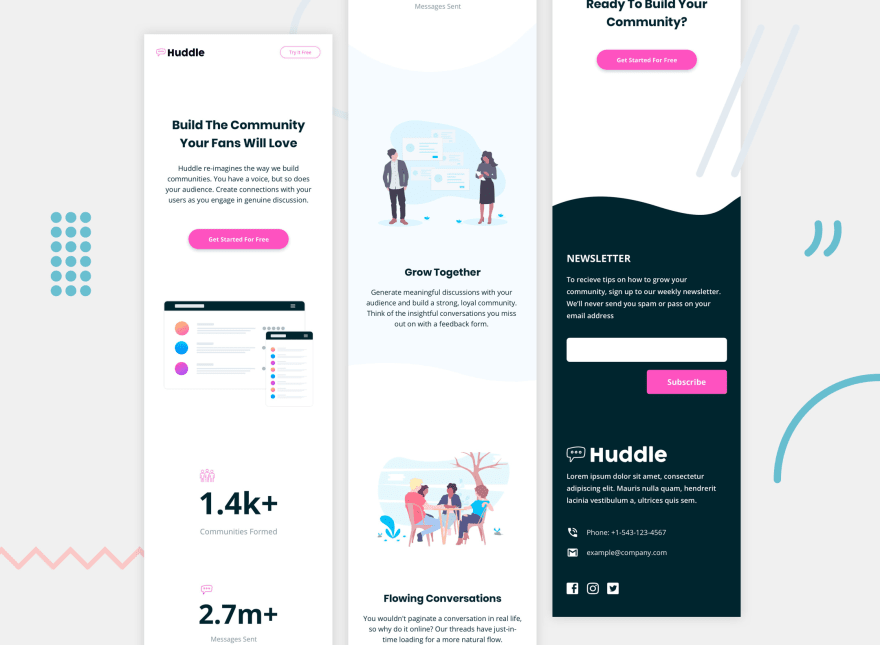 Huddle
Try It Free
Build The Community
Your Fans Will Love
Huddle re-imagines the way we build
communities. You have a voice, but so does
your audience. Create connections with your
users as you engage in genuine discussion.
Get Started For Free
1.4k+
Communities Formed
2.7m+
Messages Sent
Messages Sent
Grow Together
Generate meaningful discussions with your
audience and build a strong, loyal community.
Think of the insightful conversations you miss
out on with a feedback form.
Flowing Conversations
You wouldn't paginate a conversation in real life,
so why do it online? Our threads have just-in-
time loading for a more natural flow.
Ready To Build Your
Community?
Get Started For Free
NEWSLETTER
To recieve tips on how to grow your
community, sign up to our weekly newsletter.
We'll never send you spam or pass on your
email address
Subscribe
Huddle
Lorem ipsum dolor sit amet, consectetur
adipiscing elit. Mauris nulla quam, hendrerit
lacinia vestibulum a, ultrices quis sem.
Phone: +1-543-123-4567
example@company.com